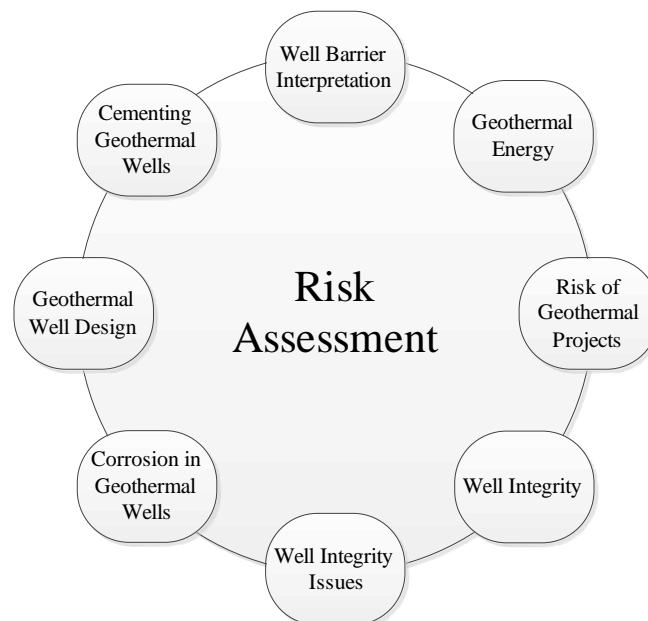 Well Barrier
Interpretation
Geothermal
Energy
Risk of
Geothermal
Projects
Well Integrity
Well Integrity
Issues
Corrosion in
Geothermal
Wells
Geothermal
Well Design
Cementing
Geothermal
Wells
Risk
Assessment